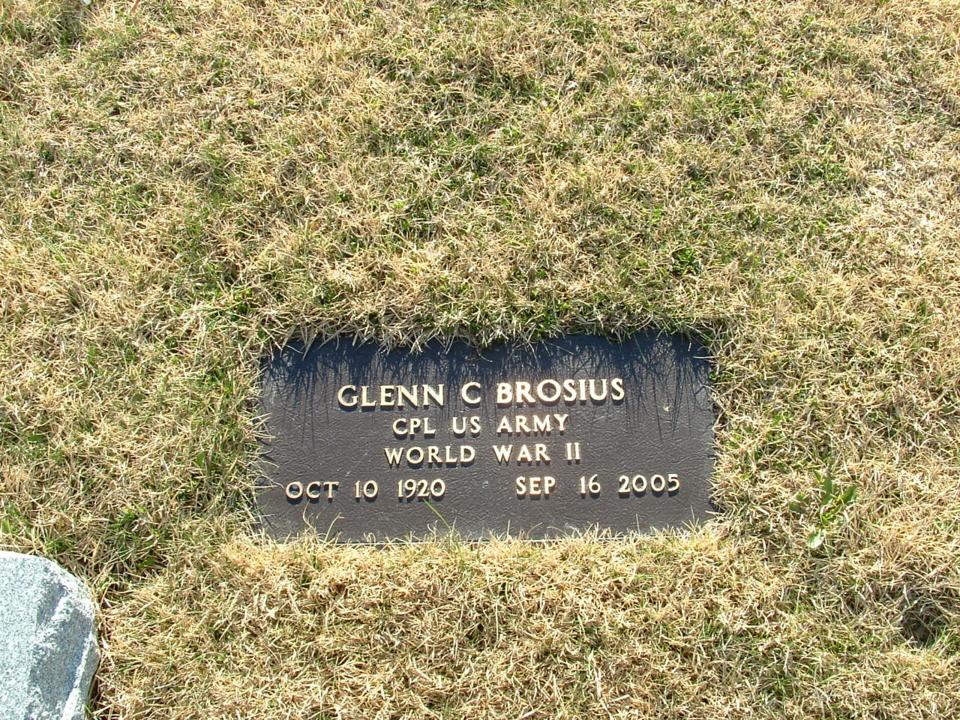 GLENN C BROSIUS
CPL US ARMY
WORLD WAR II
OCT 10 1920 SEP 16 2005